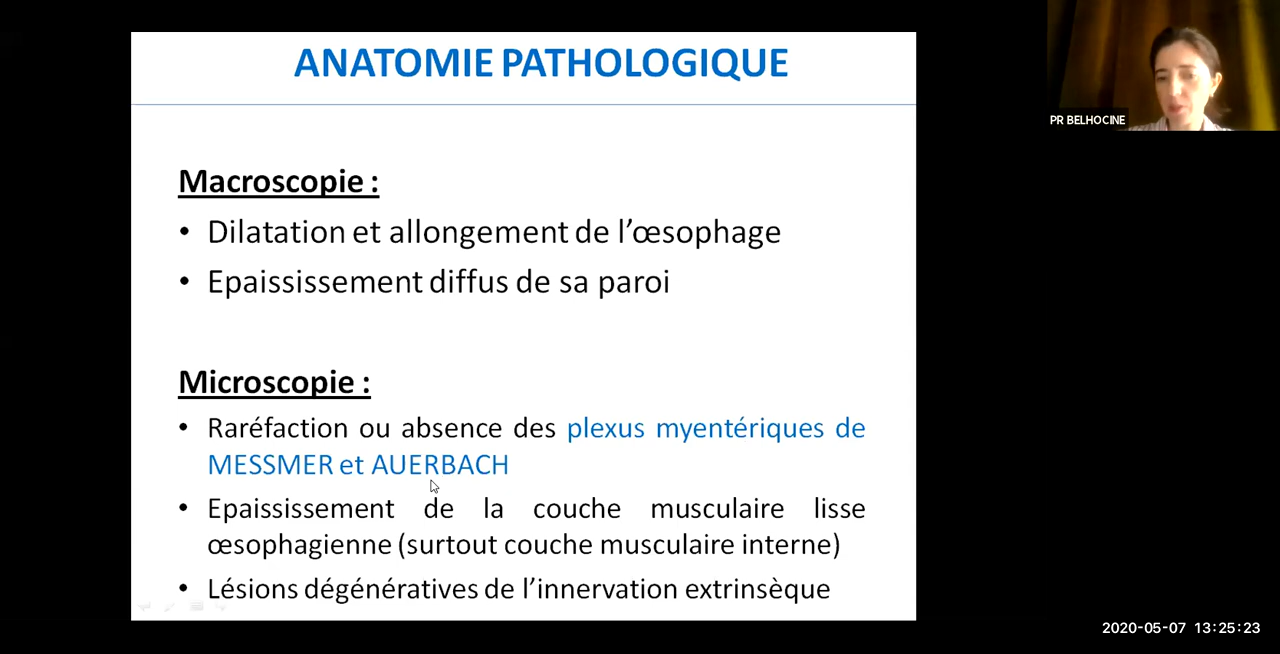 ANATOMIE PATHOLOGIQUE
PR BELHOCINE
Macroscopie :
• Dilatation et allongement de l’œsophage
• Epaississement diffus de sa paroi
Microscopie :
• Raréfaction ou absence des plexus myentériques de
MESSMER et AUERBACH
• Epaississement de la couche musculaire lisse
œsophagienne (surtout couche musculaire interne)
• Lésions dégénératives de l’innervation extrinsèque
2020-05-07 13:25:23